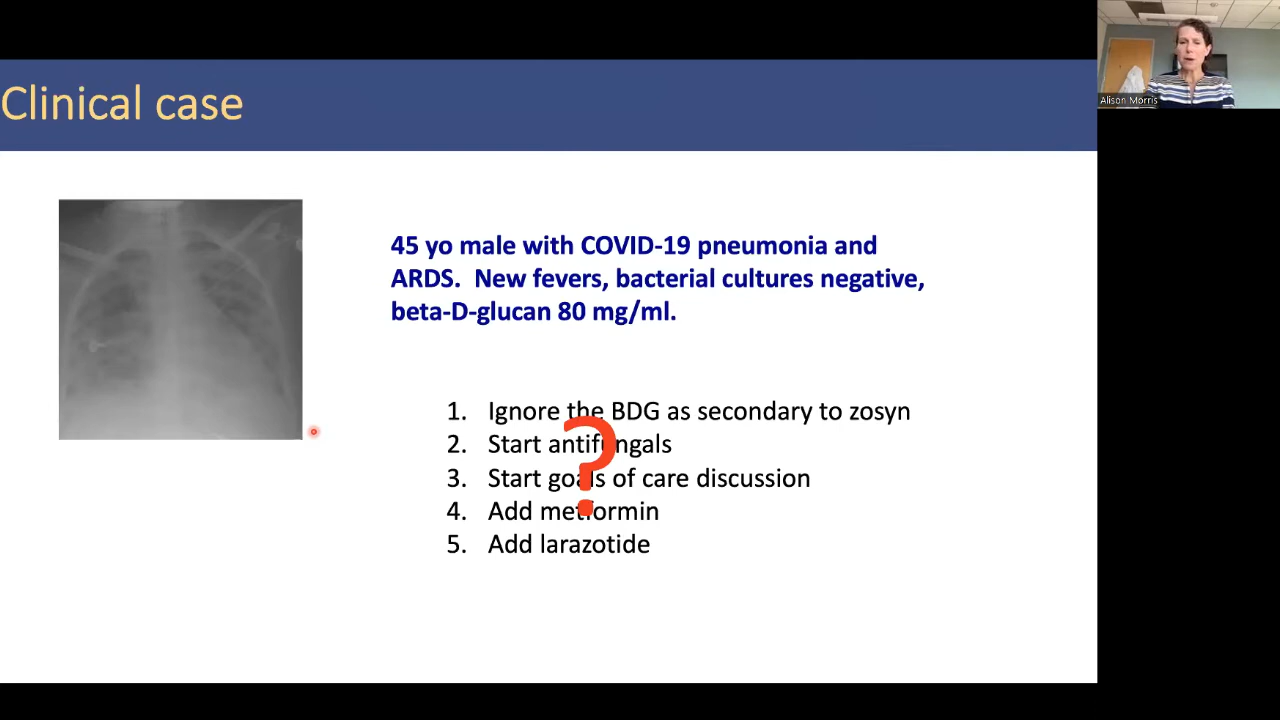 Clinical case
Alison Morris
45 yo male with COVID-19 pneumonia and
ARDS. New fevers, bacterial cultures negative,
beta-D-glucan 80 mg/ml.
1. Ignore the BDG as secondary to zosyn
2. Start antifungals
3. Start goals of care discussion
4. Add metformin
5. Add larazotide
?